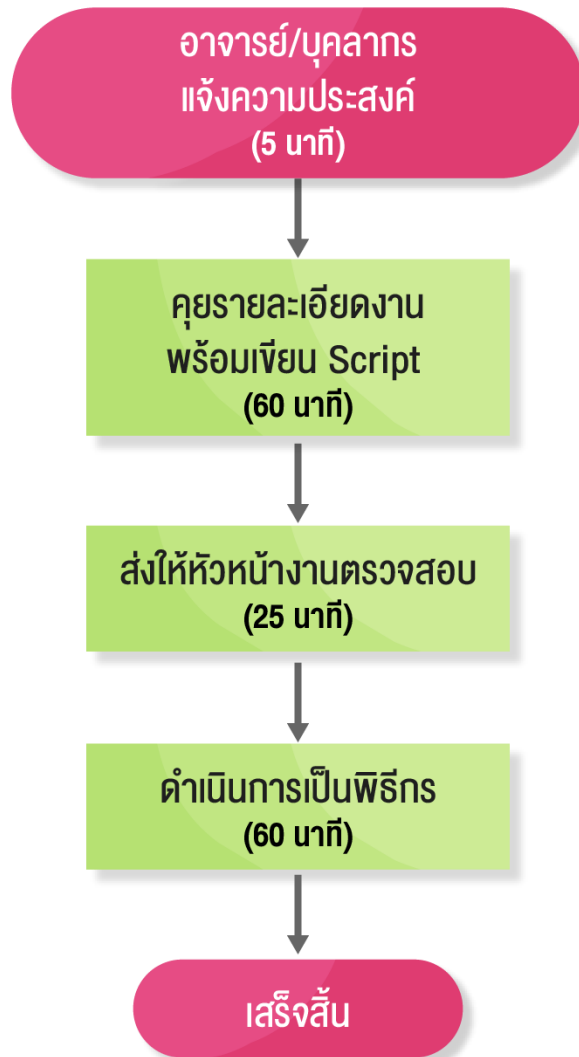 อาจารย์/บุคลากร
แจ้งความประสงค์
(5 นาที)
คุยรายละเอียดงาน
พร้อมเขียน Script
(60 นาที)
ส่งให้หัวหน้างานตรวจสอบ
(25 นาที)
ดำเนินการเป็นพิธีกร
(60 นาที)
เสร็จสิ้น